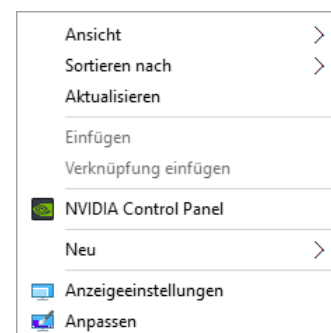 Ansicht
Sortieren nach
Aktualisieren
Einfügen
Verknüpfung einfügen
NVIDIA Control Panel
Neu
Anzeigeeinstellungen
Anpassen